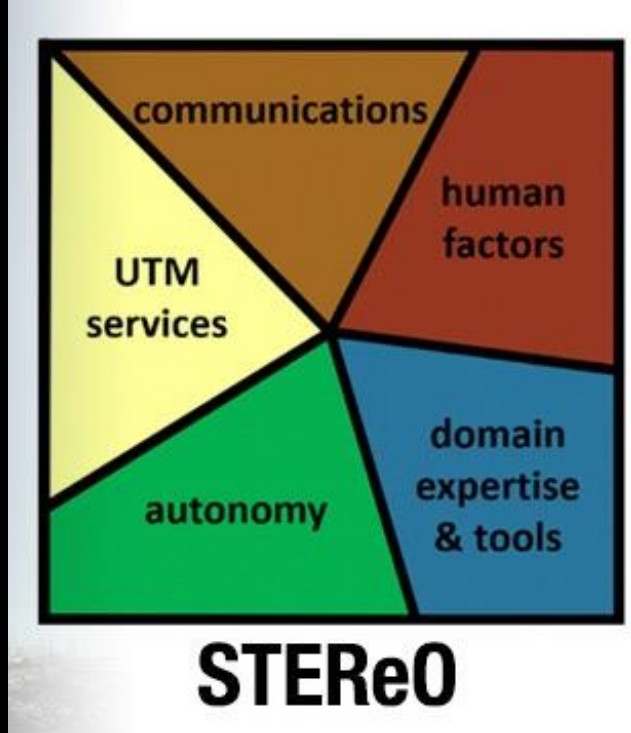 communications
human
factors
UTM
services
domain
expertise
& tools
autonomy
STEReO